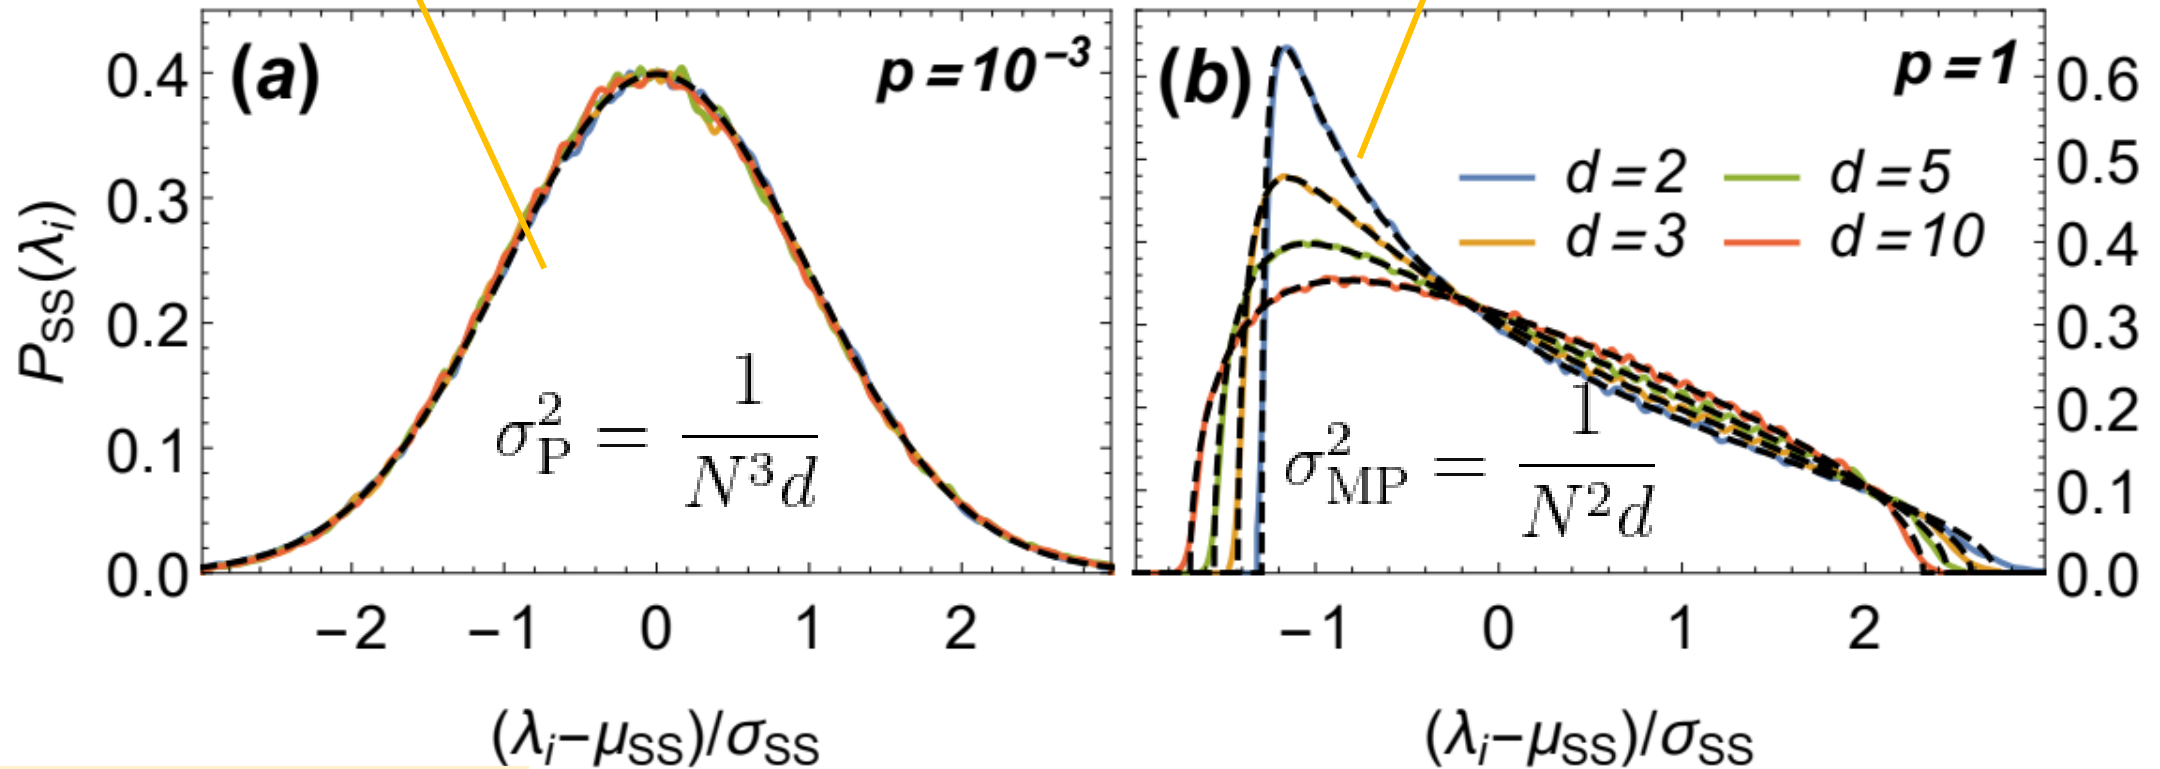 (a)
p=10⁻³
0.4
0.3
0.2
0.1
0.0
P_SS(λ_i)
σ_P^2 = 1/(N^3 d)
−2 −1 0 1 2
(λ_i−μ_SS)/σ_SS
(b)
p=1
d=2 d=5
d=3 d=10
σ_MP^2 = 1/(N^2 d)
0.6
0.5
0.4
0.3
0.2
0.1
0.0
−1 0 1 2
(λ_i−μ_SS)/σ_SS